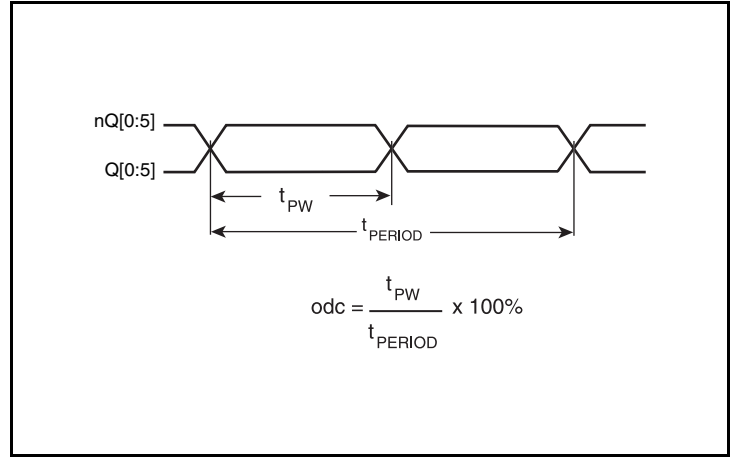 nQ[0:5]
Q[0:5]
tPW
tPERIOD
odc = tPW / tPERIOD x 100%